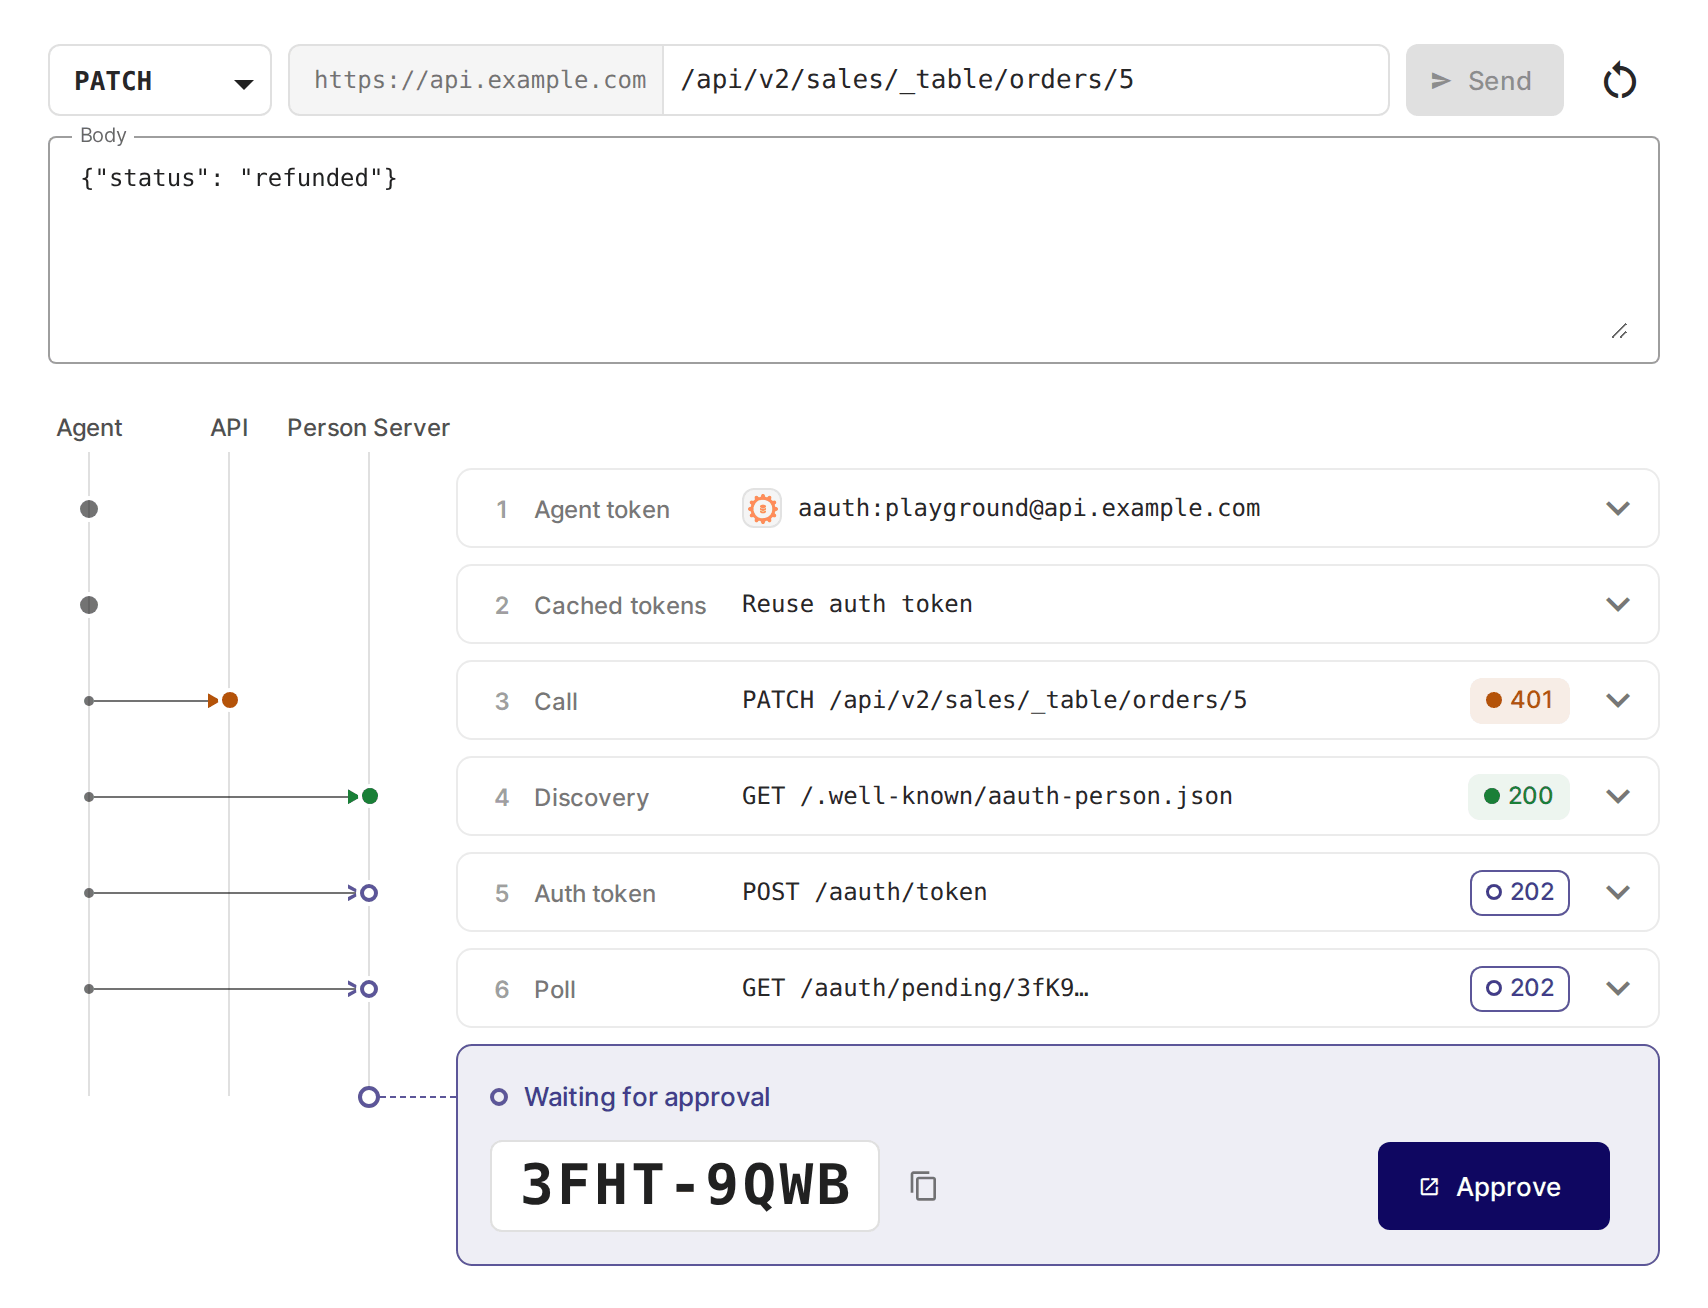 PATCH https://api.example.com /api/v2/sales/_table/orders/5 Send
Body
{"status": "refunded"}
Agent API Person Server
1 Agent token aauth:playground@api.example.com
2 Cached tokens Reuse auth token
3 Call PATCH /api/v2/sales/_table/orders/5 401
4 Discovery GET /.well-known/aauth-person.json 200
5 Auth token POST /aauth/token 202
6 Poll GET /aauth/pending/3fK9… 202
Waiting for approval
3FHT-9QWB Approve